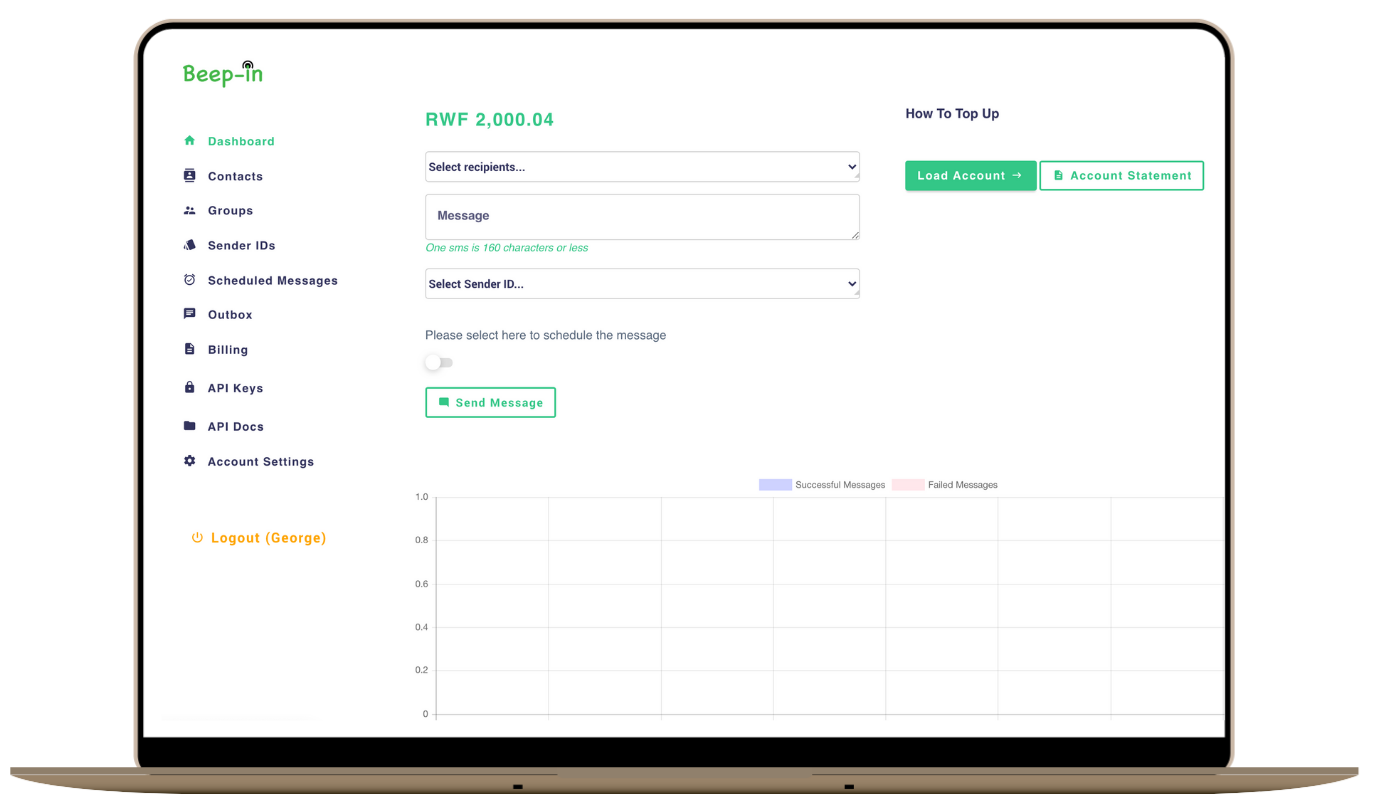 Beep-in
Dashboard
Contacts
Groups
Sender IDs
Scheduled Messages
Outbox
Billing
API Keys
API Docs
Account Settings
Logout (George)
RWF 2,000.04
Select recipients...
Message
One sms is 160 characters or less
Select Sender ID...
Please select here to schedule the message
Send Message
How To Top Up
Load Account →
Account Statement
Successful Messages
Failed Messages
1.0
0.8
0.6
0.4
0.2
0